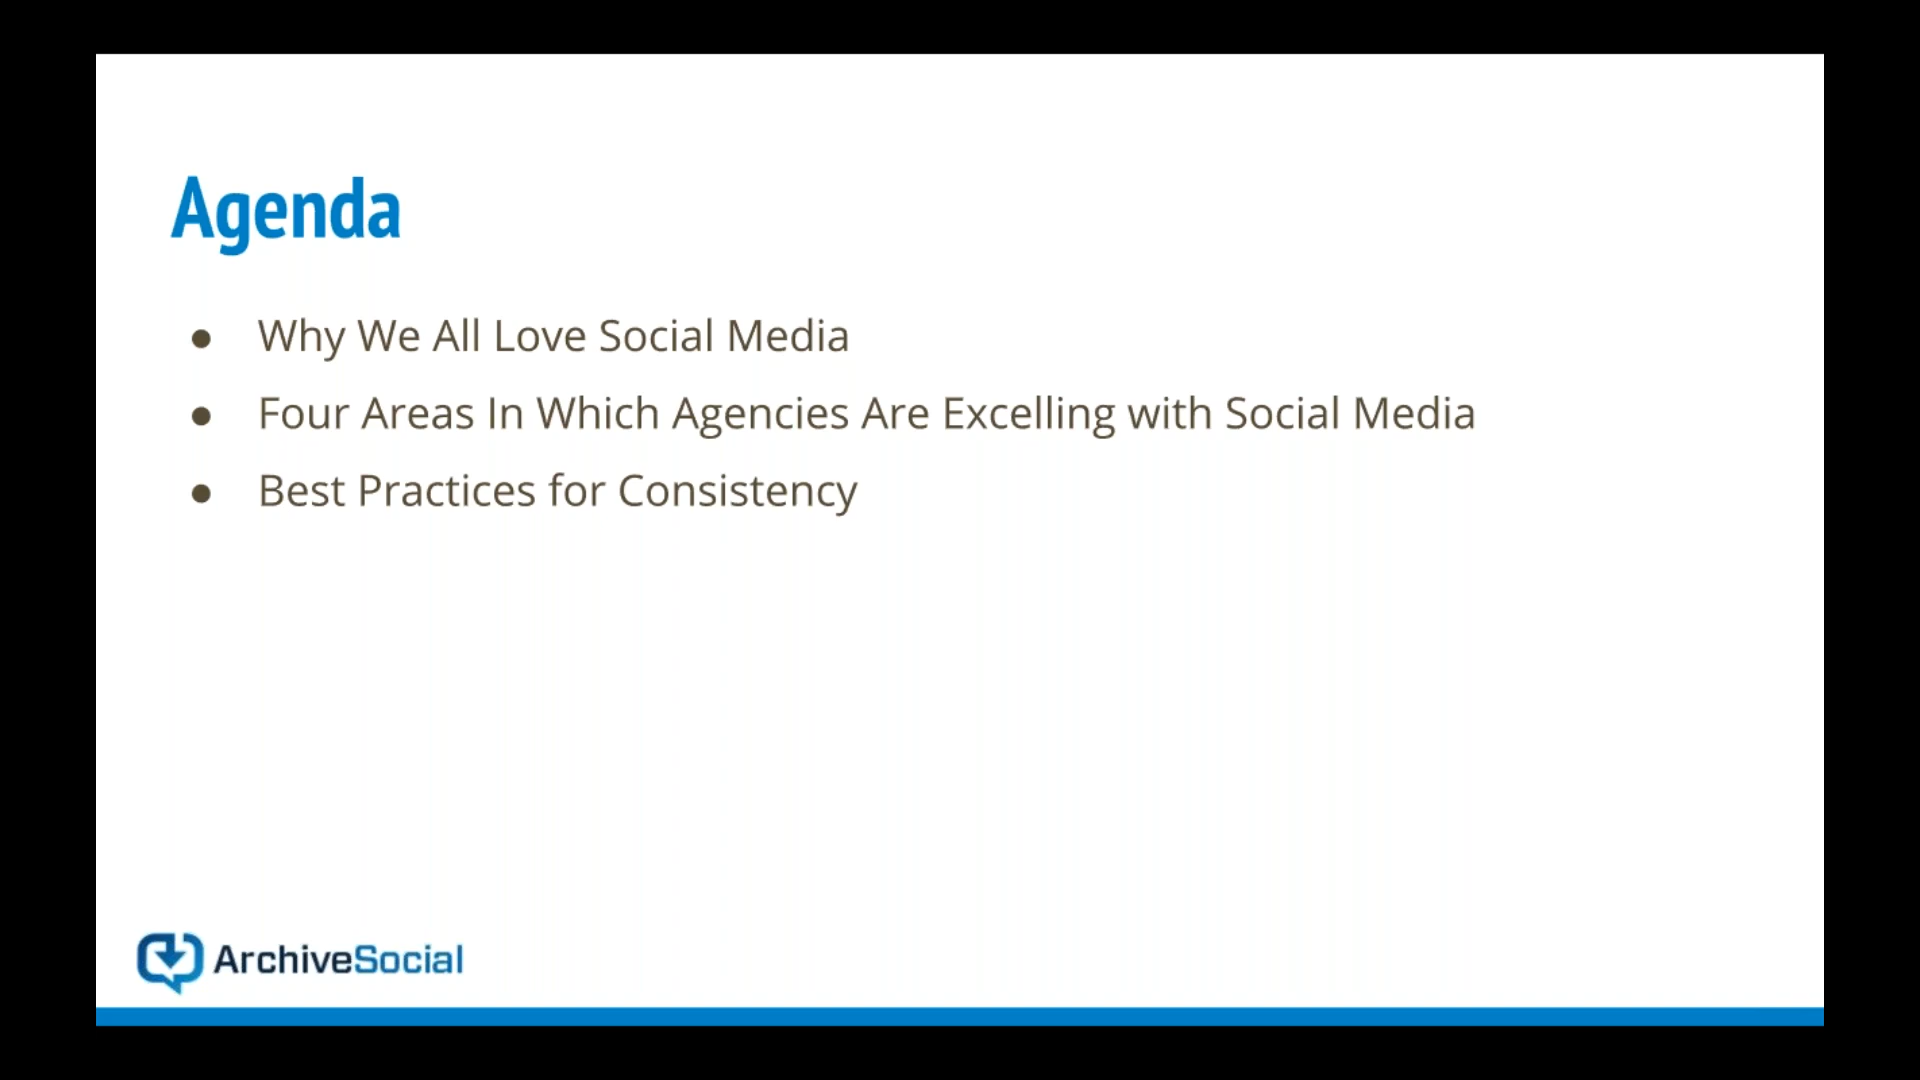 Agenda
● Why We All Love Social Media
● Four Areas In Which Agencies Are Excelling with Social Media
● Best Practices for Consistency
ArchiveSocial